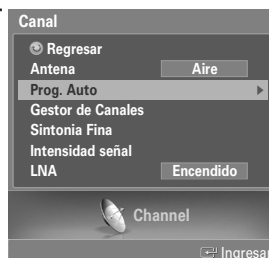 Canal
Regresar
Antena Aire
Prog. Auto
Gestor de Canales
Sintonia Fina
Intensidad señal
LNA Encendido
Channel
Ingresar